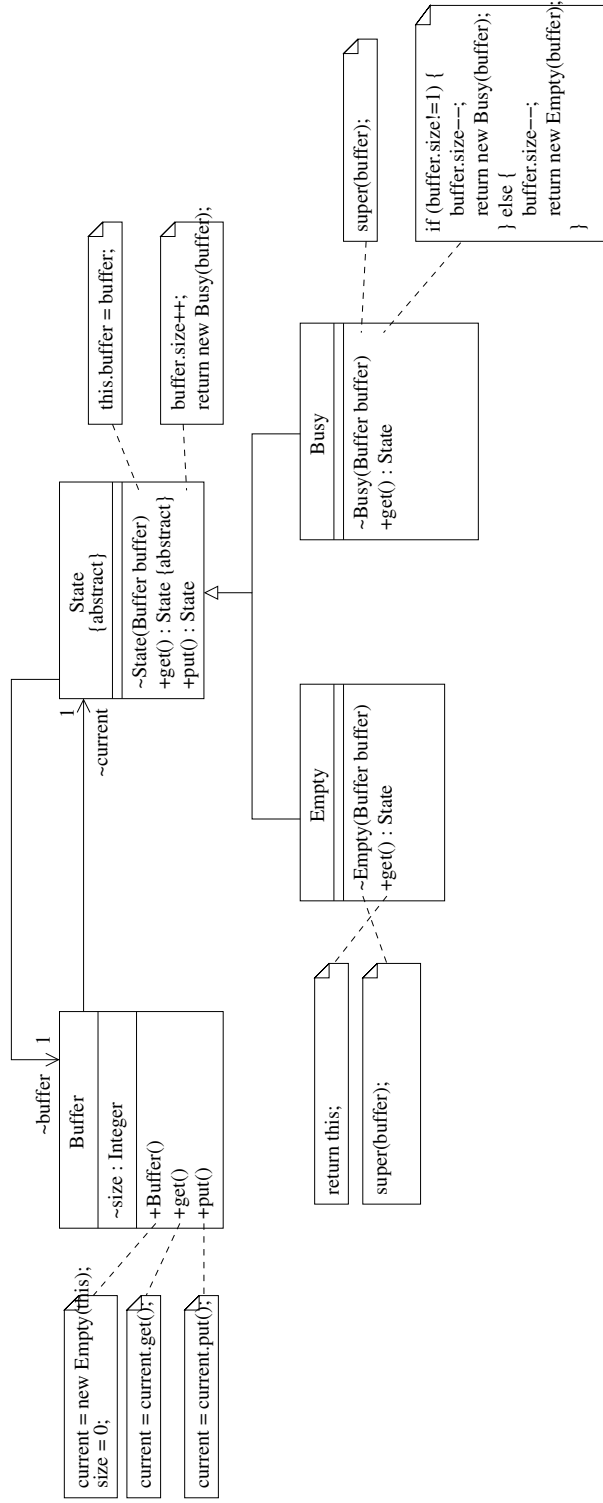 current = new Empty(this);
size = 0;
current = current.get();
current = current.put();
~buffer
1
Buffer
~size : Integer
+Buffer()
+get()
+put()
1
~current
State
{abstract}
~State(Buffer buffer)
+get() : State {abstract}
+put() : State
this.buffer = buffer;
buffer.size++;
return new Busy(buffer);
return this;
super(buffer);
Empty
~Empty(Buffer buffer)
+get() : State
Busy
~Busy(Buffer buffer)
+get() : State
super(buffer);
if (buffer.size!=1) {
buffer.size--;
return new Busy(buffer);
} else {
buffer.size--;
return new Empty(buffer);
}